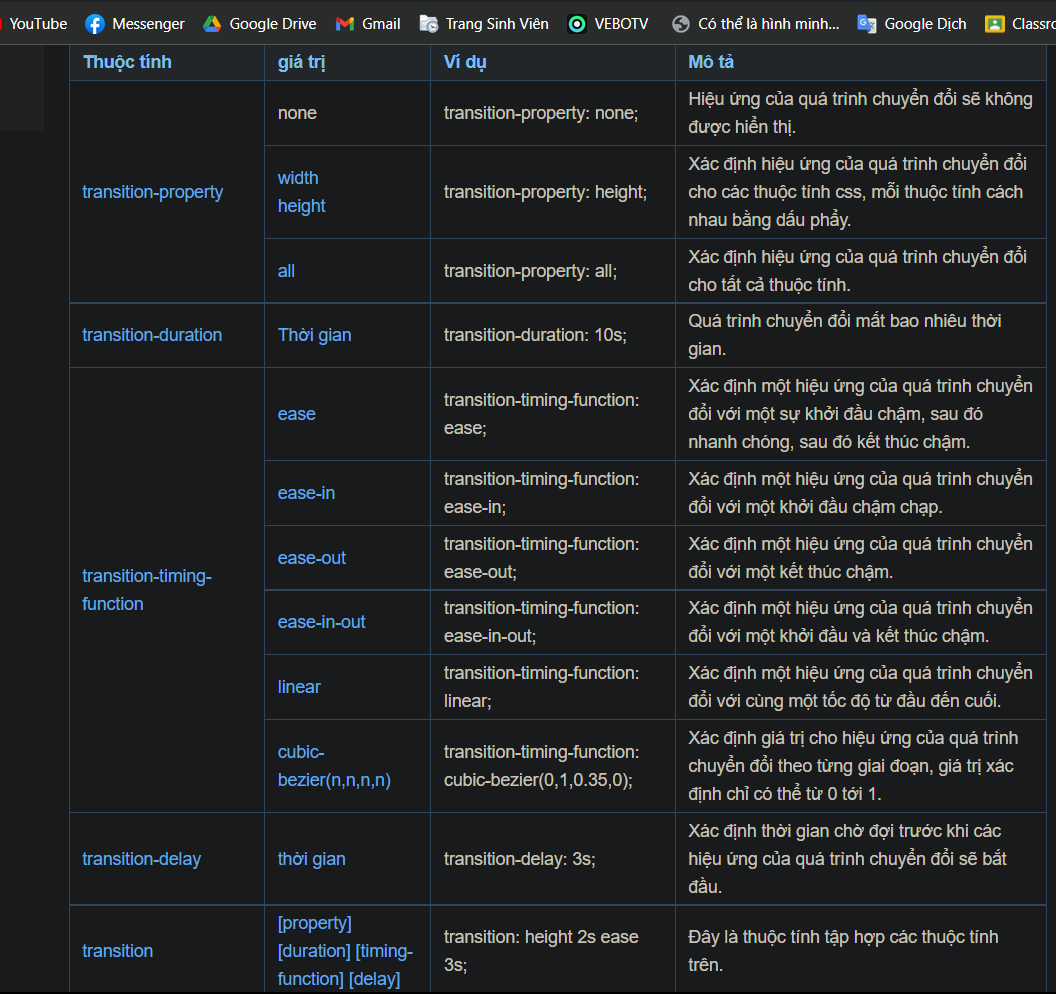 YouTube Messenger Google Drive Gmail Trang Sinh Viên VEBOTV Có thể là hình minh... Google Dịch Classro
Thuộc tính giá trị Ví dụ Mô tả
transition-property
none
transition-property: none;
Hiệu ứng của quá trình chuyển đổi sẽ không
được hiển thị.
width
height
transition-property: height;
Xác định hiệu ứng của quá trình chuyển đổi
cho các thuộc tính css, mỗi thuộc tính cách
nhau bằng dấu phẩy.
all
transition-property: all;
Xác định hiệu ứng của quá trình chuyển đổi
cho tất cả thuộc tính.
transition-duration
Thời gian
transition-duration: 10s;
Quá trình chuyển đổi mất bao nhiêu thời
gian.
transition-timing-
function
ease
transition-timing-function:
ease;
Xác định một hiệu ứng của quá trình chuyển
đổi với một sự khởi đầu chậm, sau đó
nhanh chóng, sau đó kết thúc chậm.
ease-in
transition-timing-function:
ease-in;
Xác định một hiệu ứng của quá trình chuyển
đổi với một khởi đầu chậm chạp.
ease-out
transition-timing-function:
ease-out;
Xác định một hiệu ứng của quá trình chuyển
đổi với một kết thúc chậm.
ease-in-out
transition-timing-function:
ease-in-out;
Xác định một hiệu ứng của quá trình chuyển
đổi với một khởi đầu và kết thúc chậm.
linear
transition-timing-function:
linear;
Xác định một hiệu ứng của quá trình chuyển
đổi với cùng một tốc độ từ đầu đến cuối.
cubic-
bezier(n,n,n,n)
transition-timing-function:
cubic-bezier(0,1,0.35,0);
Xác định giá trị cho hiệu ứng của quá trình
chuyển đổi theo từng giai đoạn, giá trị xác
định chỉ có thể từ 0 tới 1.
transition-delay
thời gian
transition-delay: 3s;
Xác định thời gian chờ đợi trước khi các
hiệu ứng của quá trình chuyển đổi sẽ bắt
đầu.
transition
[property]
[duration] [timing-
function] [delay]
transition: height 2s ease
3s;
Đây là thuộc tính tập hợp các thuộc tính
trên.